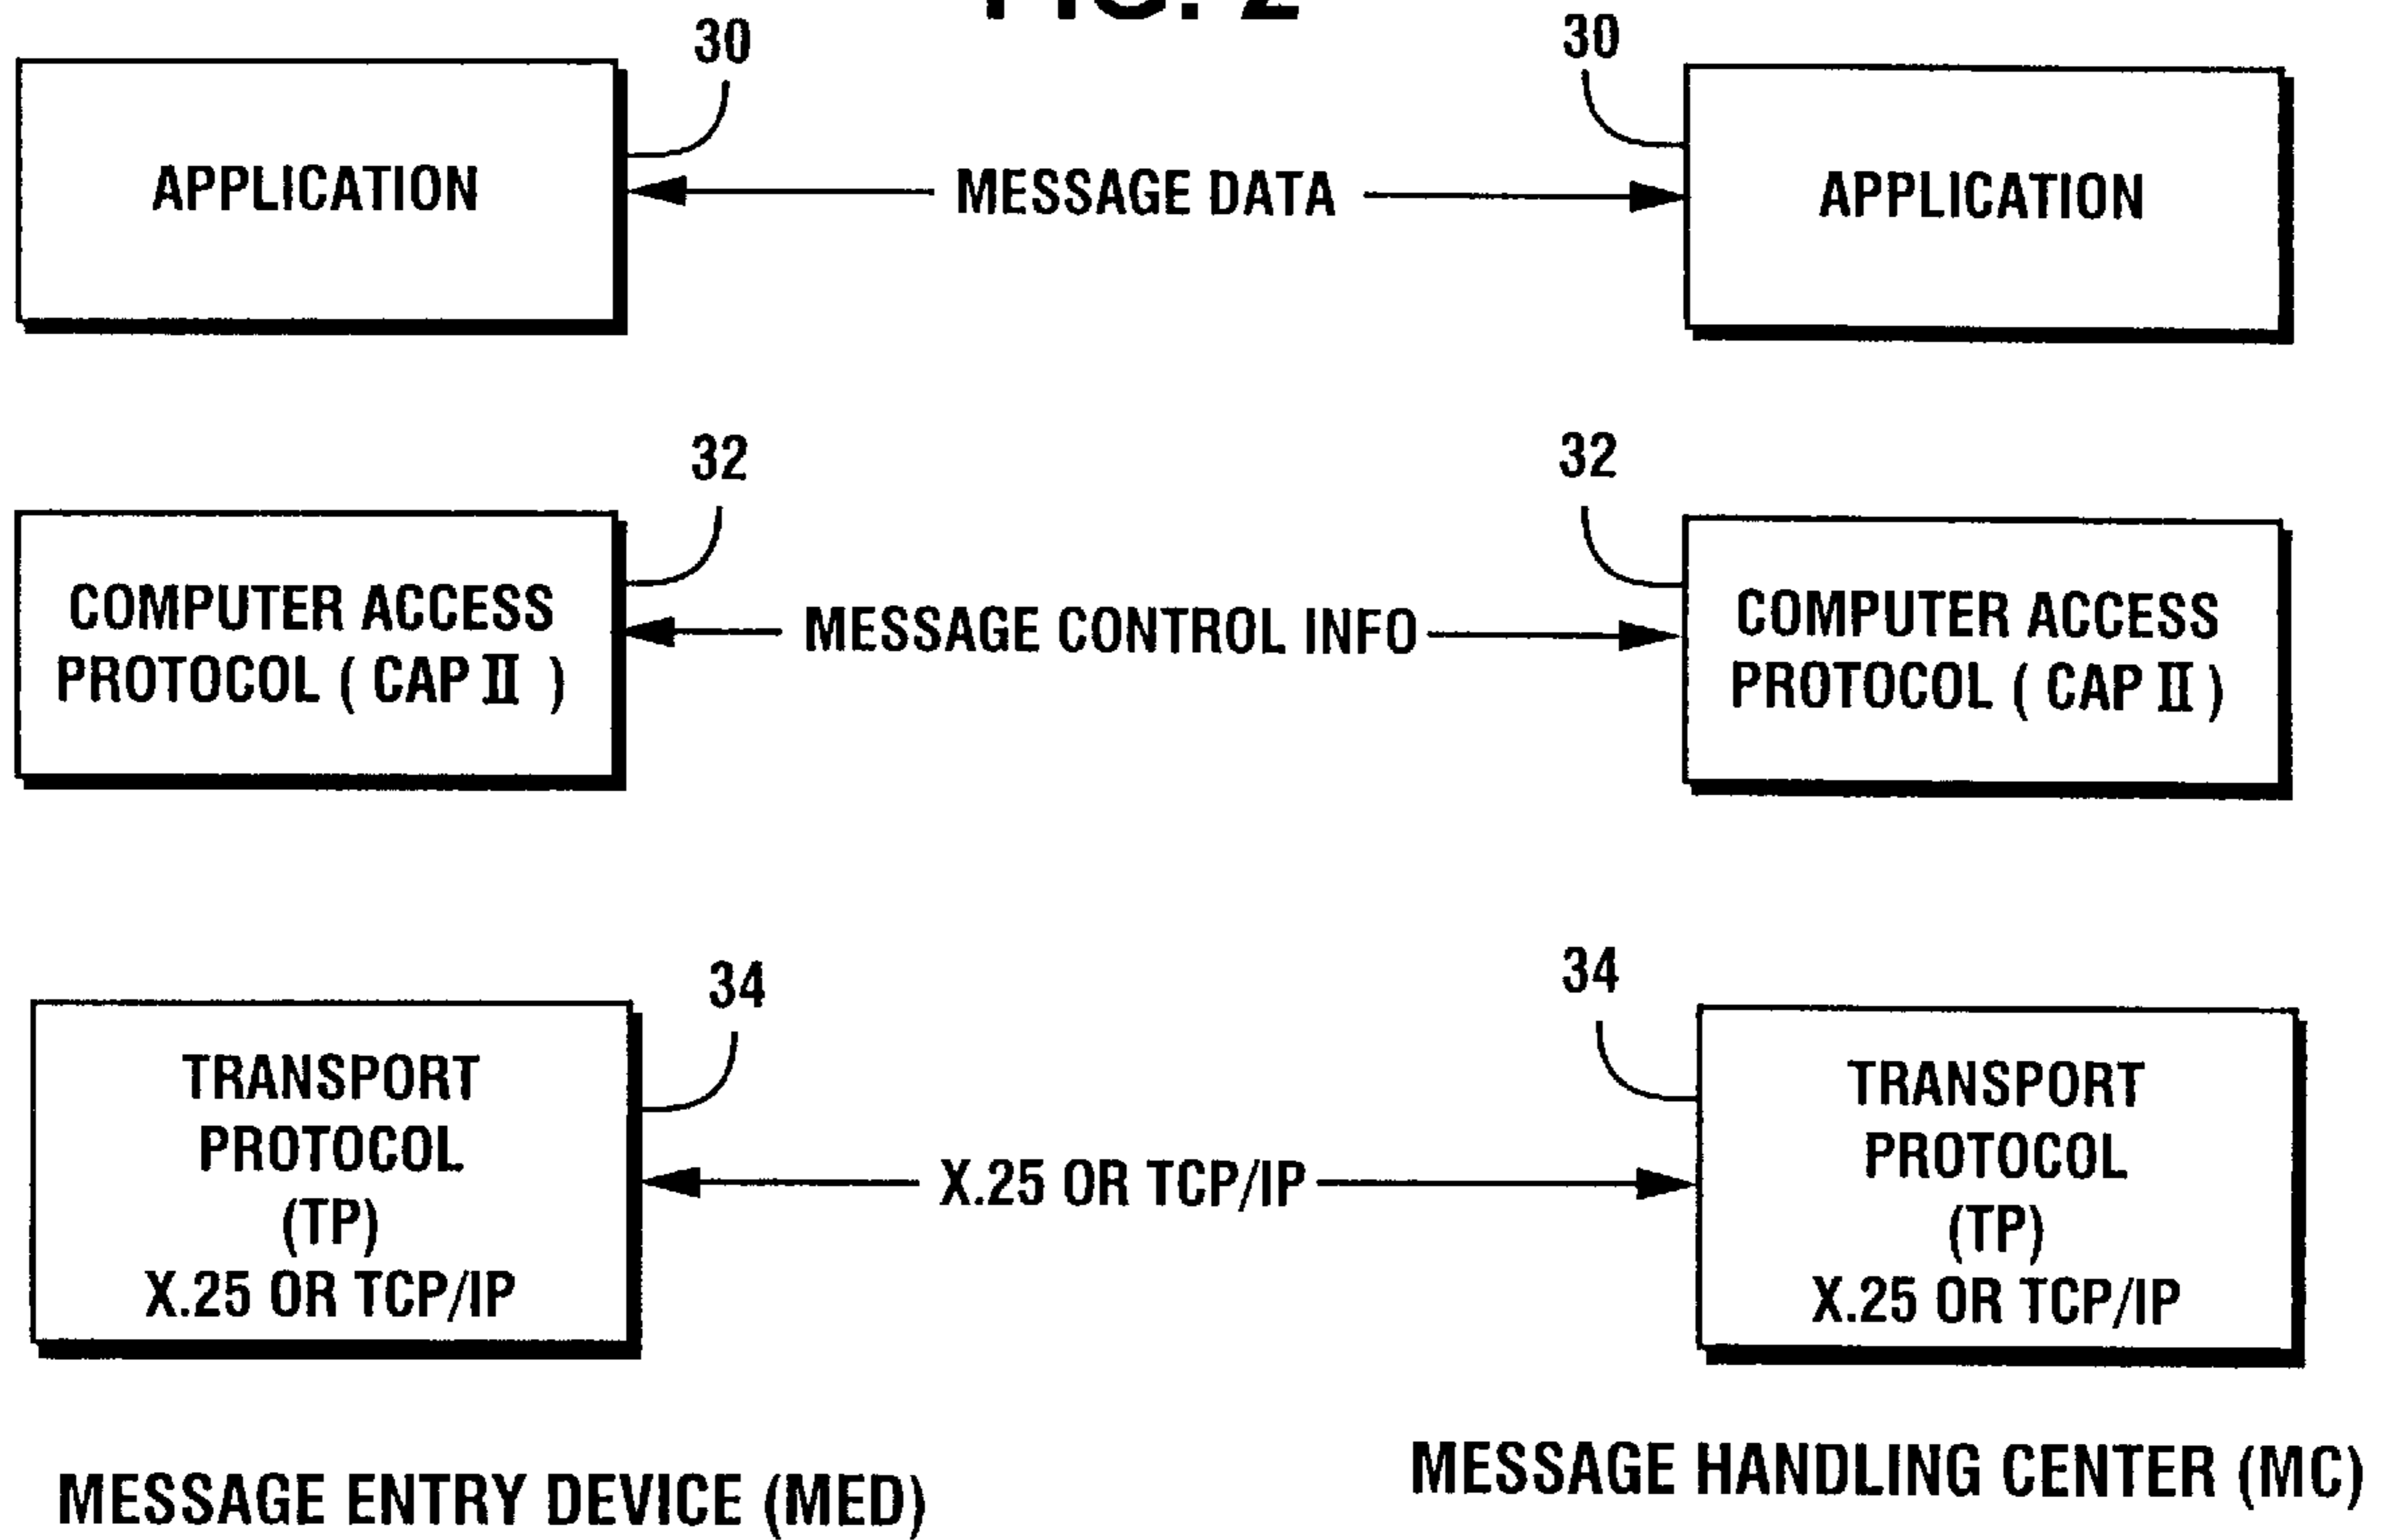 FIG. 2
30
30
APPLICATION
MESSAGE DATA
APPLICATION
32
32
COMPUTER ACCESS
PROTOCOL ( CAP II )
MESSAGE CONTROL INFO
COMPUTER ACCESS
PROTOCOL ( CAP II )
34
34
TRANSPORT
PROTOCOL
(TP)
X.25 OR TCP/IP
X.25 OR TCP/IP
TRANSPORT
PROTOCOL
(TP)
X.25 OR TCP/IP
MESSAGE ENTRY DEVICE (MED)
MESSAGE HANDLING CENTER (MC)